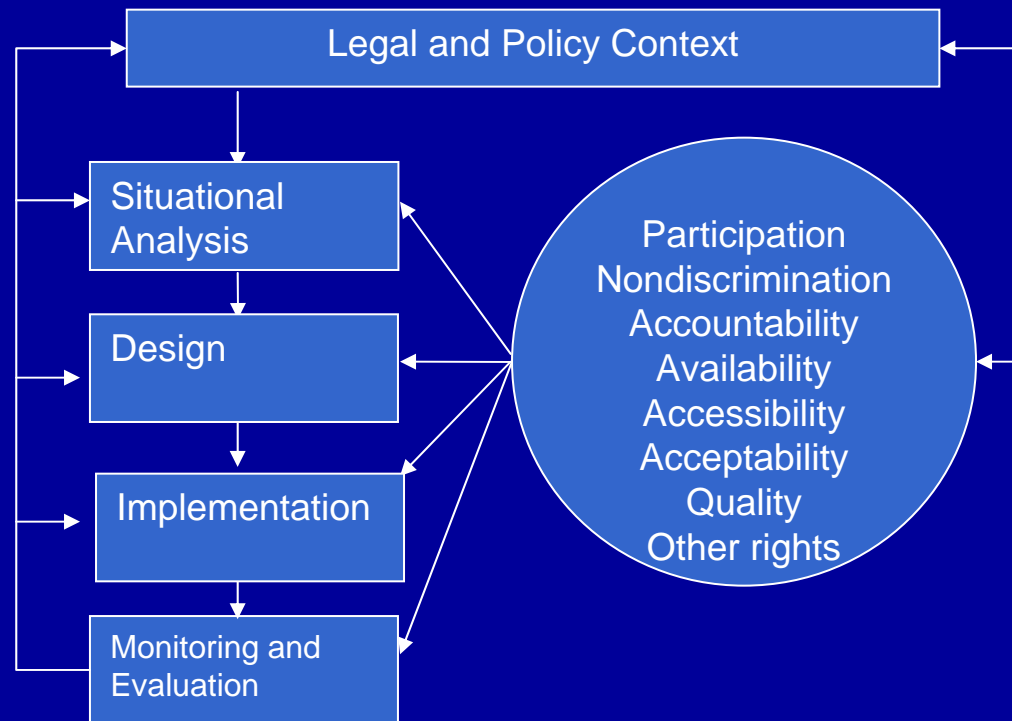 Legal and Policy Context
Situational
Analysis
Design
Implementation
Monitoring and
Evaluation
Participation
Nondiscrimination
Accountability
Availability
Accessibility
Acceptability
Quality
Other rights